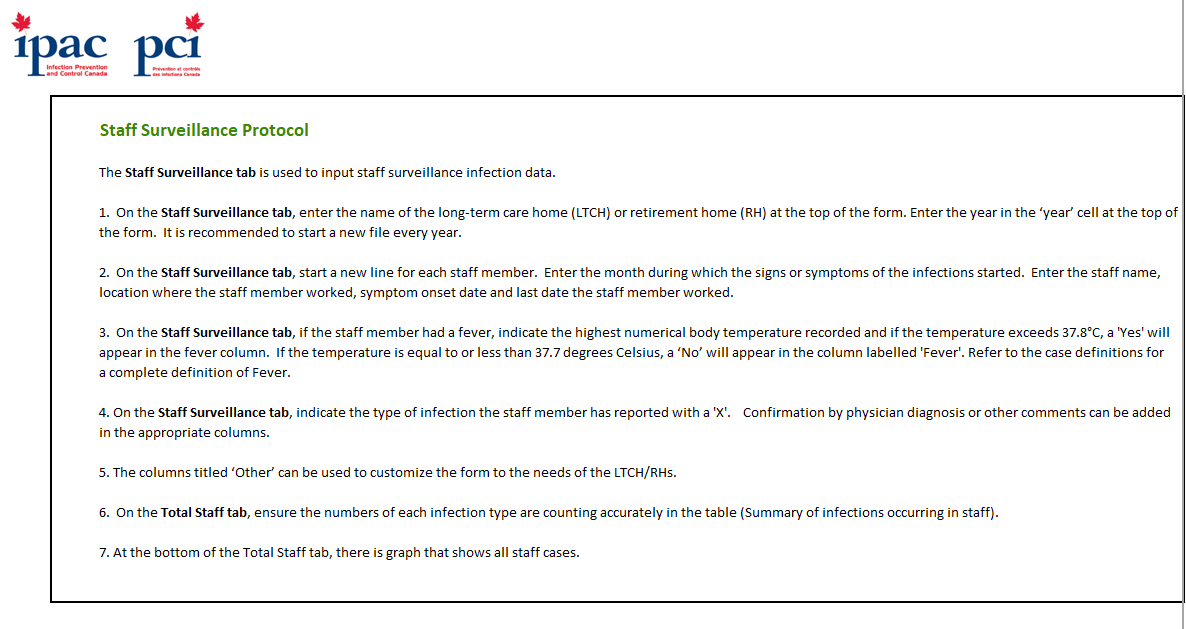 ipac pci
Infection Prevention
and Control Canada
Prévention et contrôle
des infections Canada
Staff Surveillance Protocol
The Staff Surveillance tab is used to input staff surveillance infection data.
1.  On the Staff Surveillance tab, enter the name of the long-term care home (LTCH) or retirement home (RH) at the top of the form. Enter the year in the ‘year’ cell at the top of
the form.  It is recommended to start a new file every year.
2.  On the Staff Surveillance tab, start a new line for each staff member.  Enter the month during which the signs or symptoms of the infections started.  Enter the staff name,
location where the staff member worked, symptom onset date and last date the staff member worked.
3.  On the Staff Surveillance tab, if the staff member had a fever, indicate the highest numerical body temperature recorded and if the temperature exceeds 37.8°C, a 'Yes' will
appear in the fever column.  If the temperature is equal to or less than 37.7 degrees Celsius, a ‘No’ will appear in the column labelled 'Fever'. Refer to the case definitions for
a complete definition of Fever.
4. On the Staff Surveillance tab, indicate the type of infection the staff member has reported with a 'X'.   Confirmation by physician diagnosis or other comments can be added
in the appropriate columns.
5. The columns titled ‘Other’ can be used to customize the form to the needs of the LTCH/RHs.
6.  On the Total Staff tab, ensure the numbers of each infection type are counting accurately in the table (Summary of infections occurring in staff).
7. At the bottom of the Total Staff tab, there is graph that shows all staff cases.